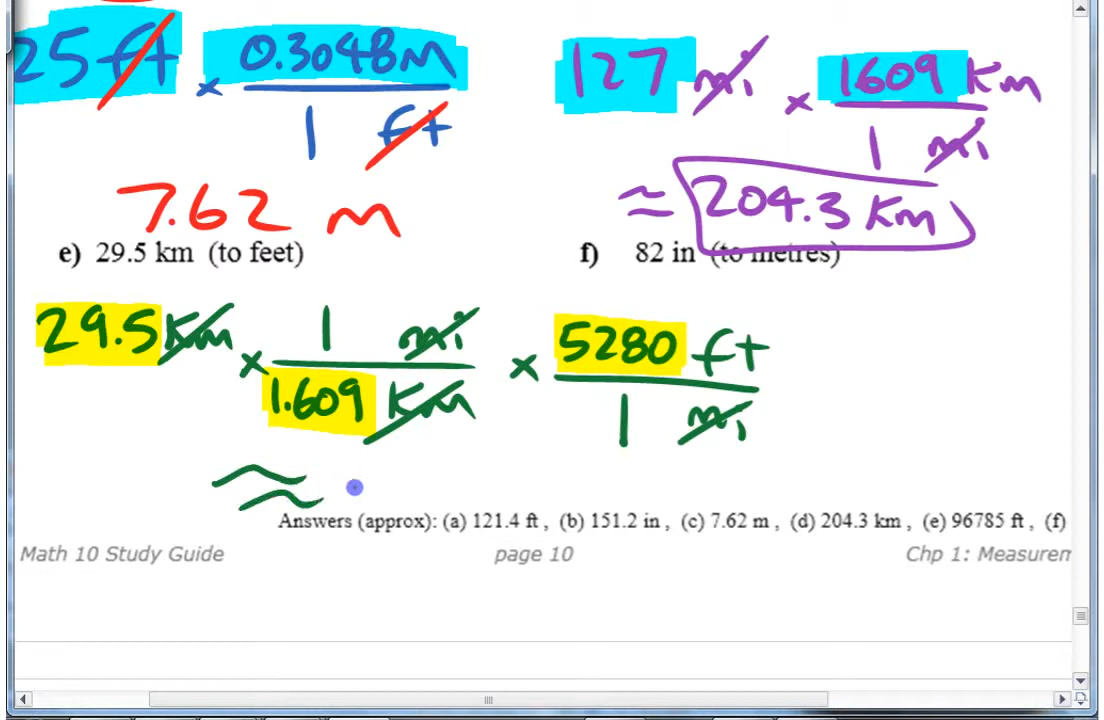 25 ft × 0.3048 m
1 ft
7.62 m
127 mi × 1.609 Km
1 mi
≈ 204.3 Km
e) 29.5 km (to feet)
f) 82 in (to metres)
29.5 Km × 1 mi × 5280 ft
1.609 Km 1 mi
≈
Answers (approx): (a) 121.4 ft , (b) 151.2 in , (c) 7.62 m , (d) 204.3 km , (e) 96785 ft , (f)
Math 10 Study Guide
page 10
Chp 1: Measurem